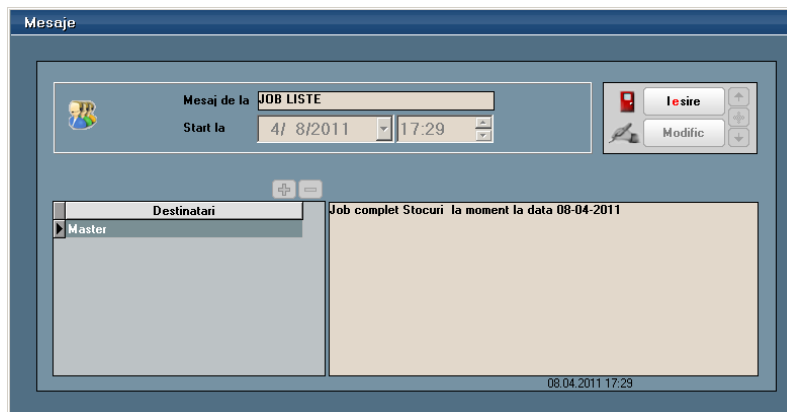 Mesaje
Mesaj de la JOB LISTE
Start la 4/ 8/2011 17:29
Iesire
Modific
Destinatari
Master
Job complet Stocuri la moment la data 08-04-2011
08.04.2011 17:29